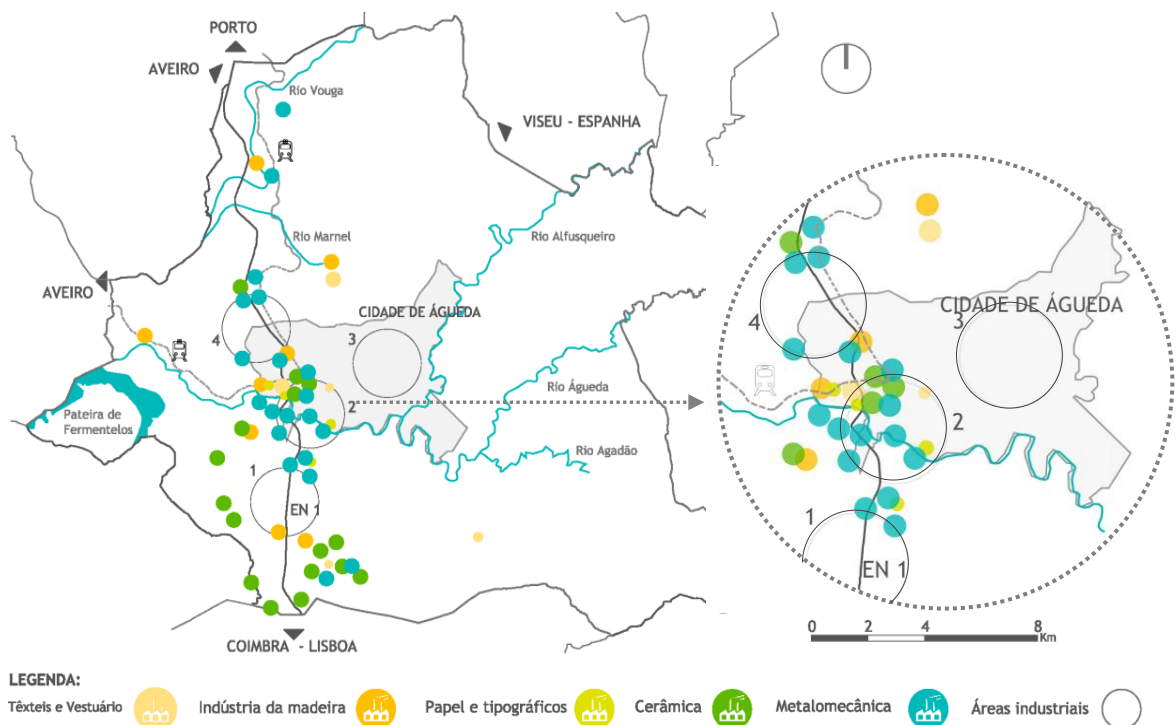 PORTO
AVEIRO
Rio Vouga
VISEU - ESPANHA
Rio Alfusqueiro
Rio Marnel
AVEIRO
CIDADE DE ÁGUEDA
4
3
2
Rio Águeda
Pateira de
Fermentelos
Rio Agadão
1
EN 1
COIMBRA - LISBOA
CIDADE DE ÁGUEDA
4
3
2
1
EN 1
0 2 4 8
Km
LEGENDA:
Têxteis e Vestuário Indústria da madeira Papel e tipográficos Cerâmica Metalomecânica Áreas industriais